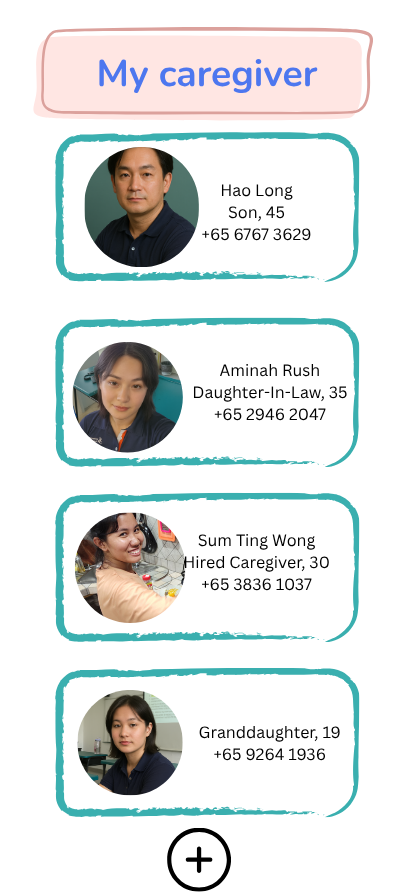 My caregiver
Hao Long
Son, 45
+65 6767 3629
Aminah Rush
Daughter-In-Law, 35
+65 2946 2047
Sum Ting Wong
Hired Caregiver, 30
+65 3836 1037
Granddaughter, 19
+65 9264 1936